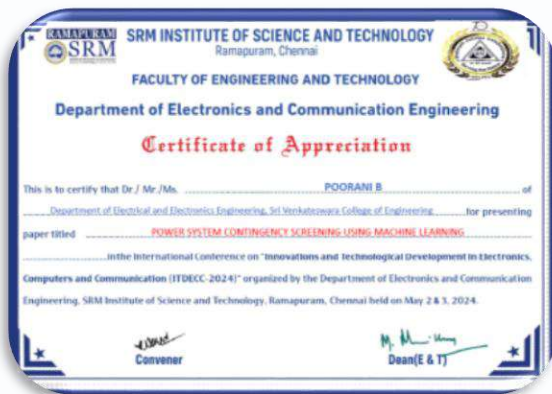 RAMAPURAM
SRM
SRM INSTITUTE OF SCIENCE AND TECHNOLOGY
Ramapuram, Chennai
FACULTY OF ENGINEERING AND TECHNOLOGY
Department of Electronics and Communication Engineering
Certificate of Appreciation
This is to certify that Dr / Mr /Ms. POORANI B of
Department of Electrical and Electronics Engineering, Sri Venkateswara College of Engineering for presenting
paper titled POWER SYSTEM CONTINGENCY SCREENING USING MACHINE LEARNING
in the International Conference on "Innovations and Technological Development in Electronics,
Computers and Communication (ITDECC-2024)" organized by the Department of Electronics and Communication
Engineering, SRM Institute of Science and Technology, Ramapuram, Chennai held on May 2 & 3, 2024.
Convener
Dean(E & T)